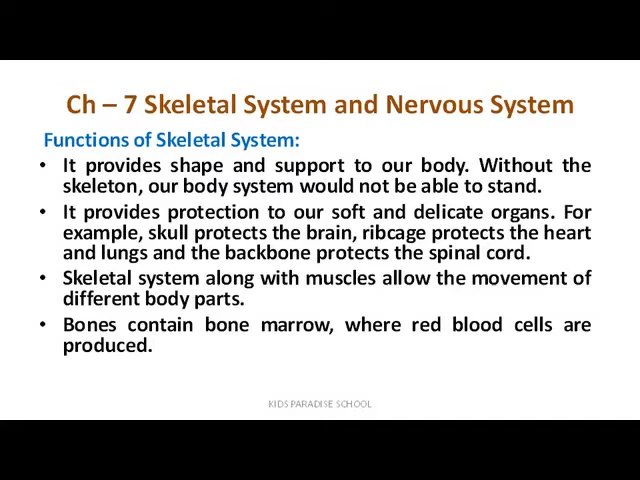 Ch – 7 Skeletal System and Nervous System
Functions of Skeletal System:
• It provides shape and support to our body. Without the
skeleton, our body system would not be able to stand.
• It provides protection to our soft and delicate organs. For
example, skull protects the brain, ribcage protects the heart
and lungs and the backbone protects the spinal cord.
• Skeletal system along with muscles allow the movement of
different body parts.
• Bones contain bone marrow, where red blood cells are
produced.
KIDS PARADISE SCHOOL